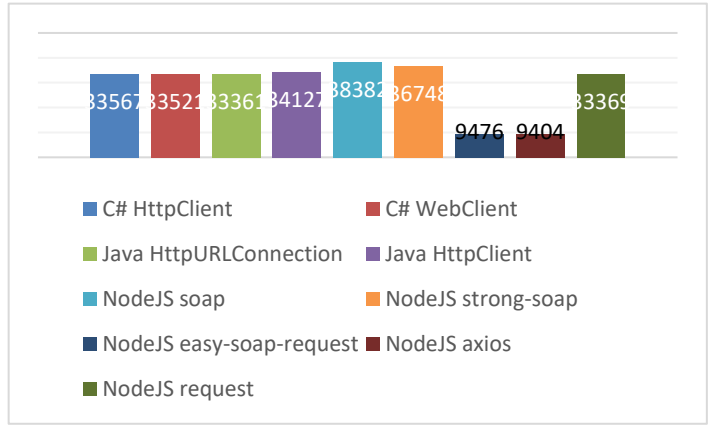 33567 33521 33361 34127 38382 36748 9476 9404 33369
C# HttpClient C# WebClient
Java HttpURLConnection Java HttpClient
NodeJS soap NodeJS strong-soap
NodeJS easy-soap-request NodeJS axios
NodeJS request